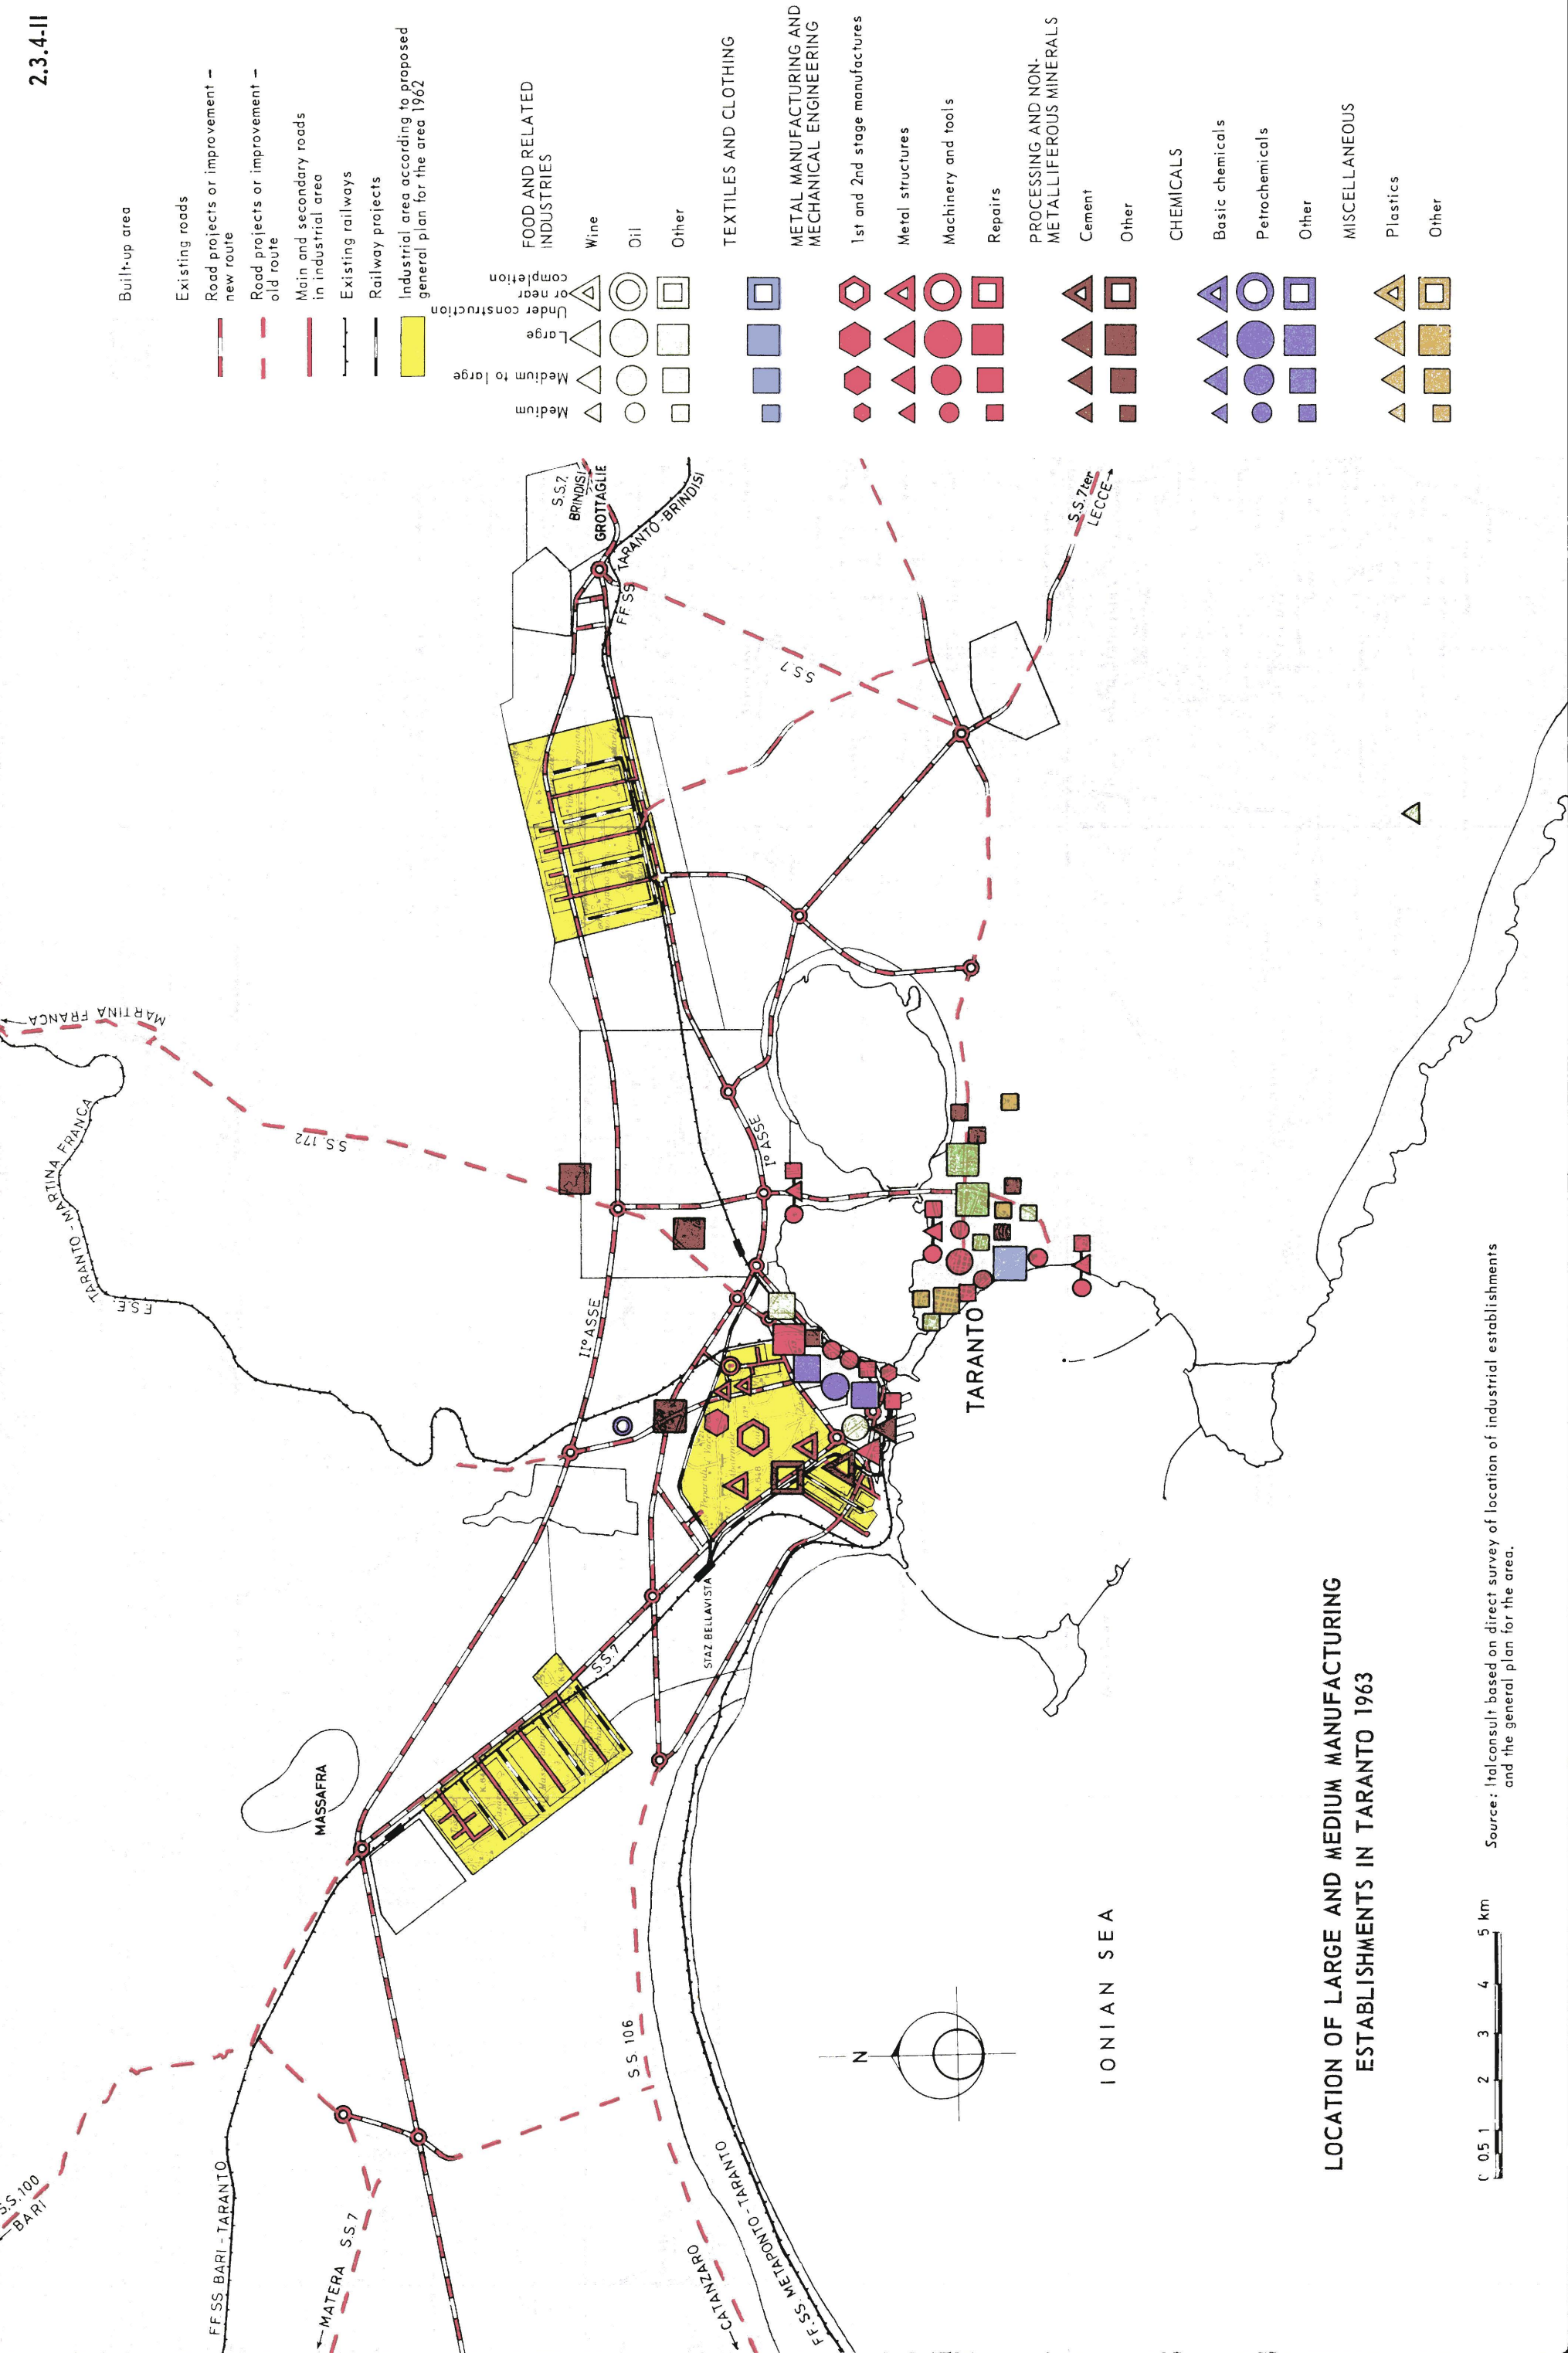 2.3.4-II
Built-up area
Existing roads
Road projects or improvement –
new route
Road projects or improvement –
old route
Main and secondary roads
in industrial area
Existing railways
Railway projects
Industrial area according to proposed
general plan for the area 1962
Medium
Medium to large
Large
Under construction
or near
completion
FOOD AND RELATED
INDUSTRIES
Wine
Oil
Other
TEXTILES AND CLOTHING
METAL MANUFACTURING AND
MECHANICAL ENGINEERING
1st and 2nd stage manufactures
Metal structures
Machinery and tools
Repairs
PROCESSING AND NON-
METALLIFEROUS MINERALS
Cement
Other
CHEMICALS
Basic chemicals
Petrochemicals
Other
MISCELLANEOUS
Plastics
Other
S.S.100
BARI
FF SS BARI - TARANTO
MATERA S.S.7
MASSAFRA
S.S.7
S.S. 106
CATANZARO
FF.SS. METAPONTO - TARANTO
STAZ BELLAVISTA
F.S.E.
TARANTO - MARTINA FRANCA
MARTINA FRANCA
S.S. 172
II° ASSE
I° ASSE
S.S.7
BRINDISI
GROTTAGLIE
FF SS TARANTO - BRINDISI
S.S.7
S.S.7ter
LECCE
TARANTO
N
IONIAN SEA
LOCATION OF LARGE AND MEDIUM MANUFACTURING
ESTABLISHMENTS IN TARANTO 1963
0.5 1 2 3 4 5 km
Source: Italconsult based on direct survey of location of industrial establishments
and the general plan for the area.